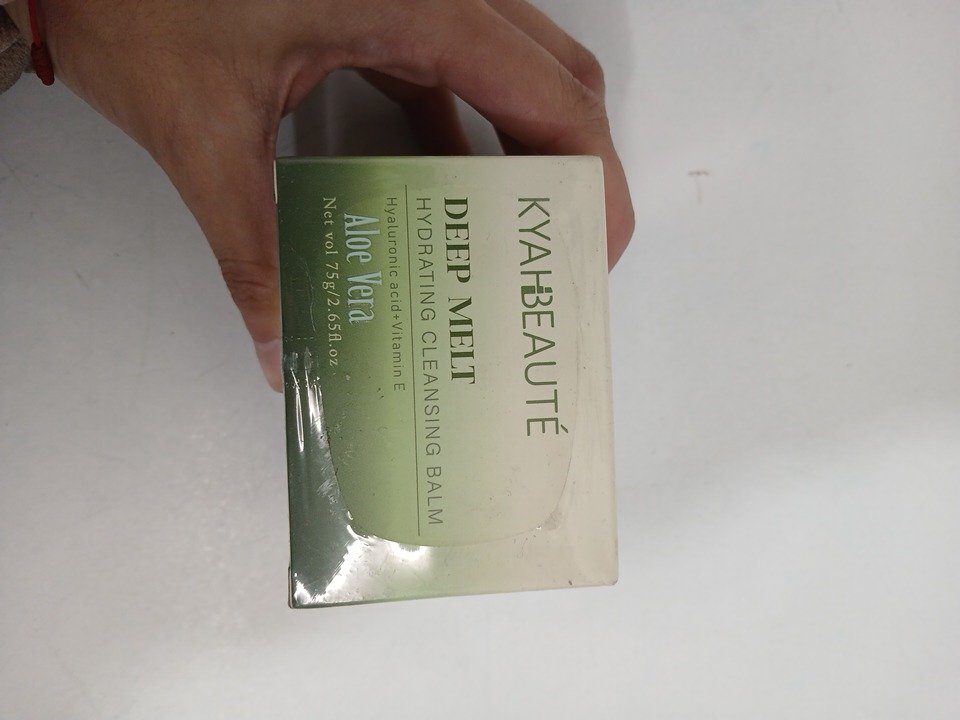 KYAHBEAUTÉ
DEEP MELT
HYDRATING CLEANSING BALM
Hyaluronic acid+Vitamin E
Aloe Vera
Net vol 75g/2.65fl.oz